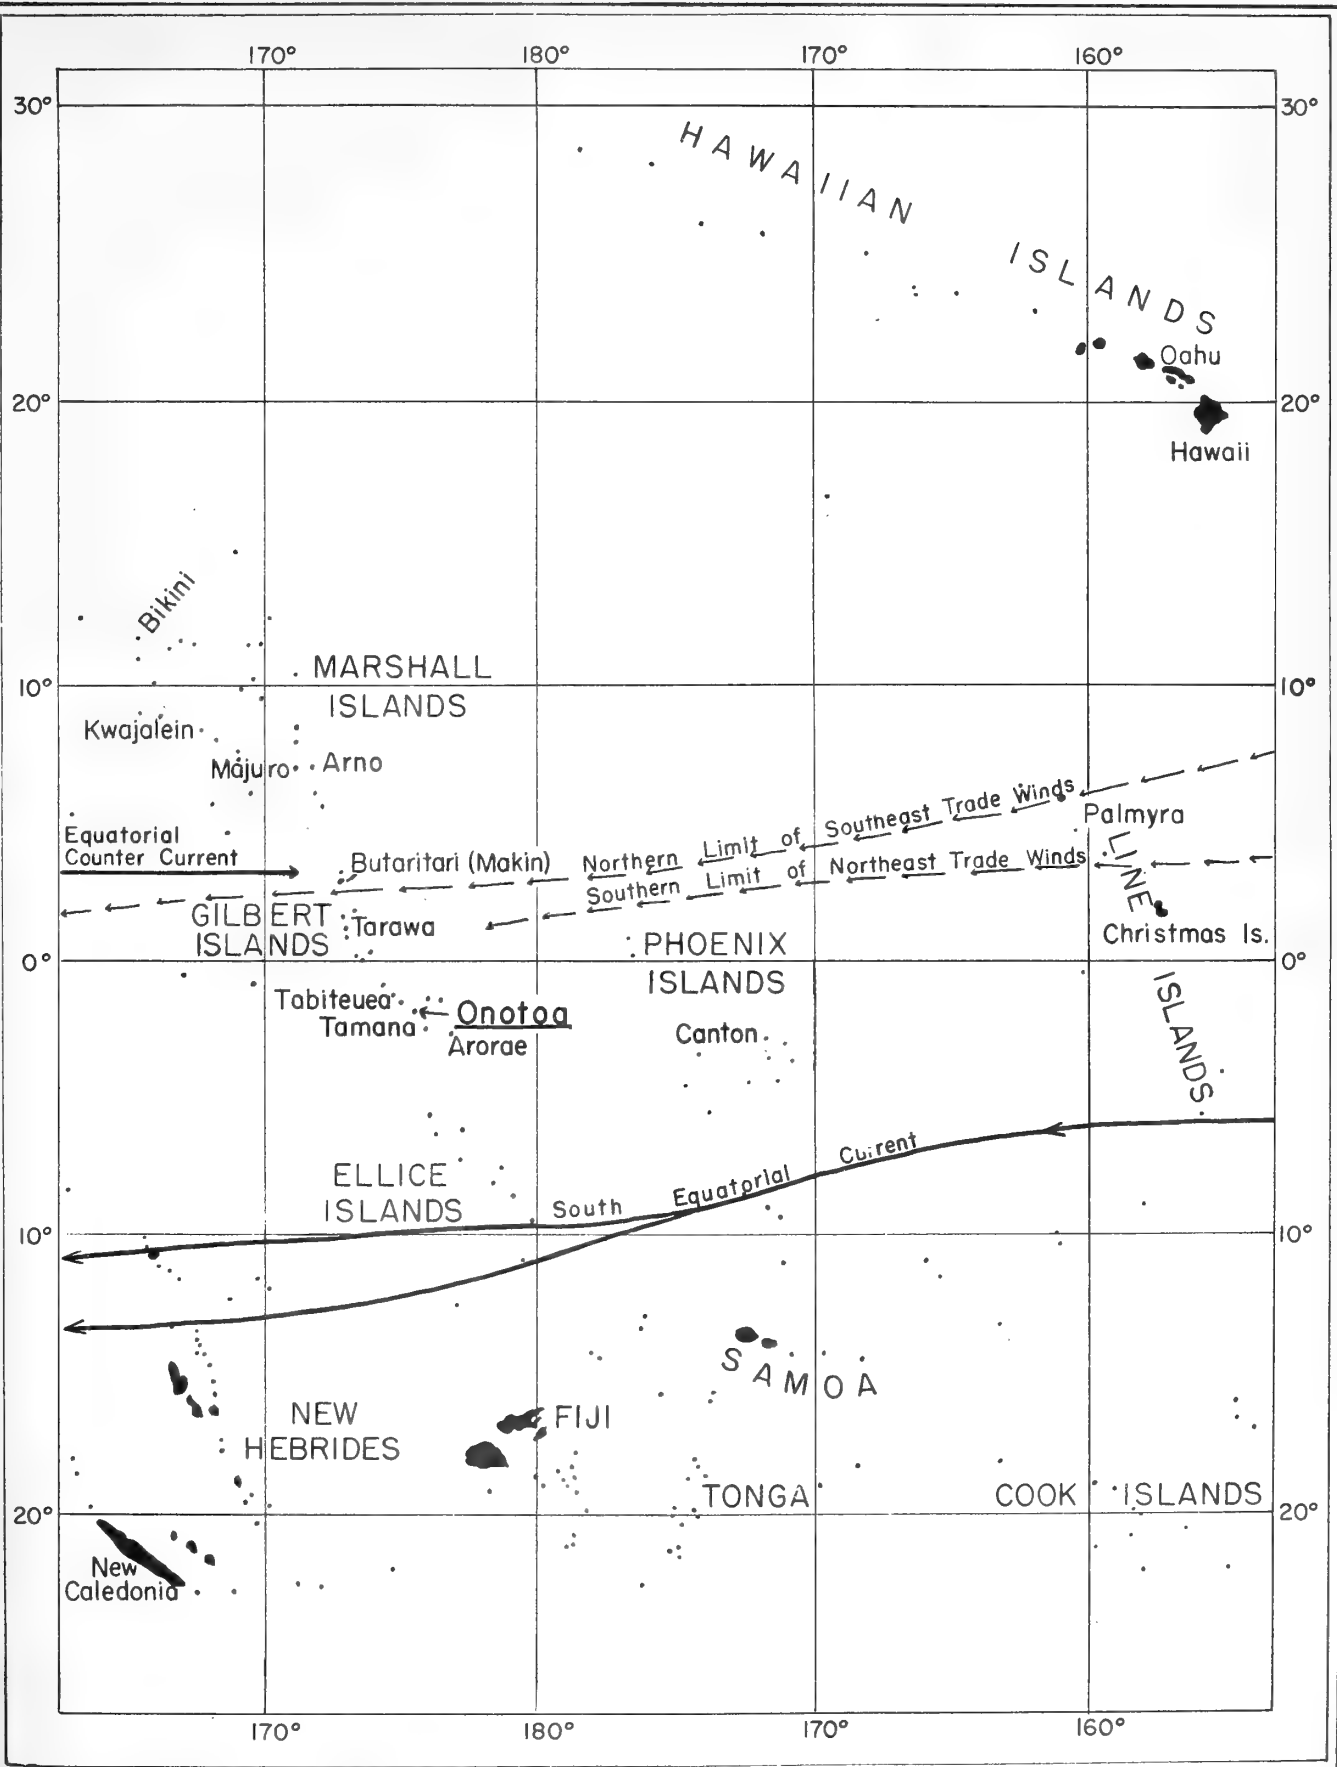 170° 180° 170° 160°
30° 30°
HAWAIIAN
ISLANDS
Oahu
20° 20°
Hawaii
Bikini
MARSHALL
ISLANDS
10° 10°
Kwajalein
Majuro Arno
Equatorial
Counter Current
Northern Limit of Southeast Trade Winds
Palmyra
Butaritari (Makin)
Southern Limit of Northeast Trade Winds
LINE
ISLANDS
GILBERT
ISLANDS
Tarawa
Christmas Is.
PHOENIX
ISLANDS
0° 0°
Tabiteuea
Onotoa
Tamana
Arorae
Canton
South Equatorial Current
ELLICE
ISLANDS
10° 10°
SAMOA
NEW
HEBRIDES
FIJI
TONGA
COOK ISLANDS
20° 20°
New
Caledonia
170° 180° 170° 160°